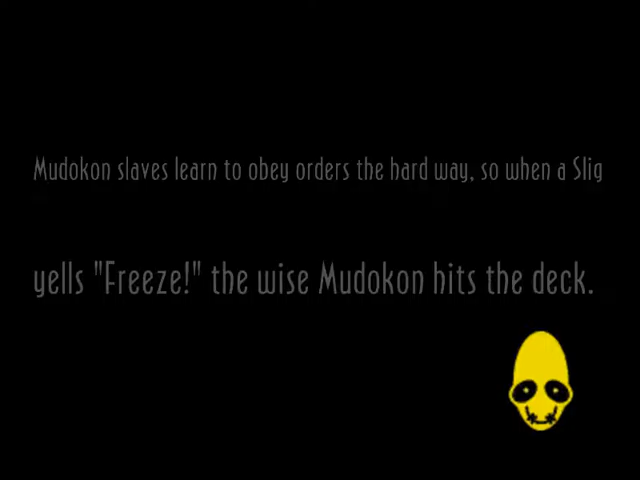 Mudokon slaves learn to obey orders the hard way, so when a Slig
yells "Freeze!" the wise Mudokon hits the deck.